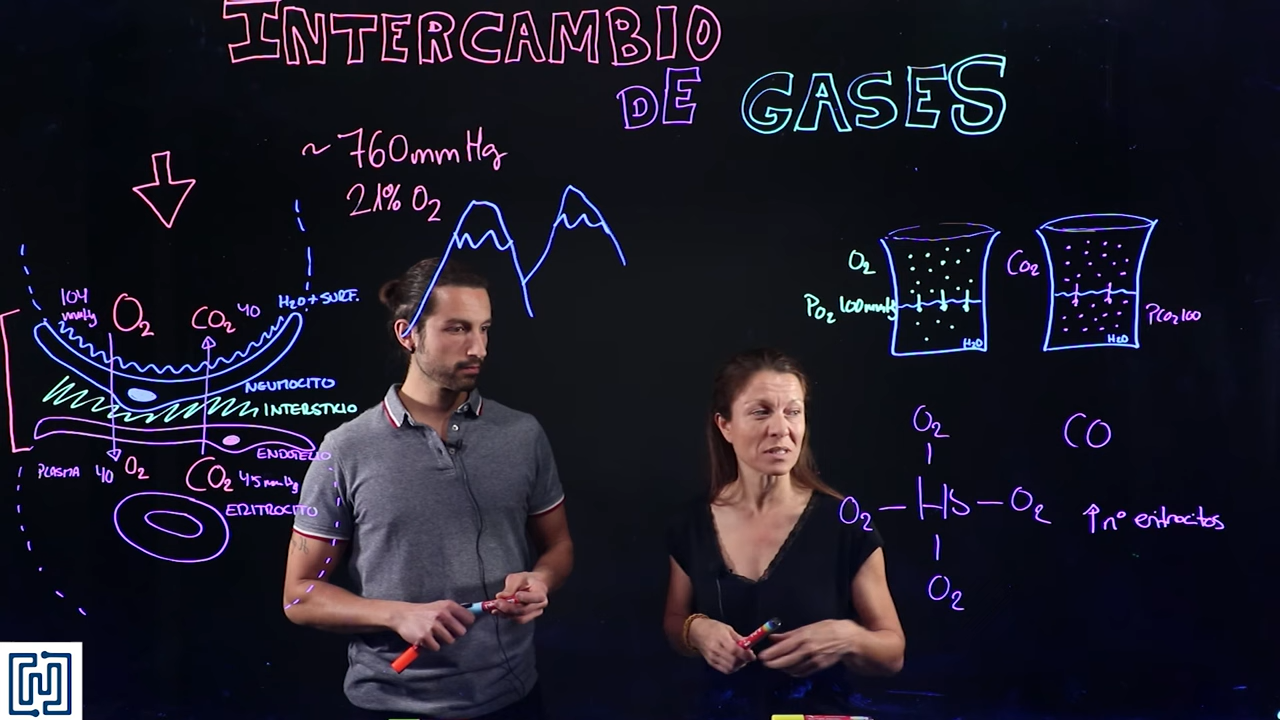 INTERCAMBIO
DE GASES
~ 760mmHg
21% O2
104
mmHg
O2
CO2 40
H2O + SURF.
NEUMOCITO
INTERSTICIO
ENDOTELIO
PLASMA 40 O2
CO2 45mmHg
ERITROCITO
O2
PO2 100mmHg
H2O
CO2
PCO2 100
H2O
O2
O2 — Hb — O2
O2
CO
↑ nº eritrocitos